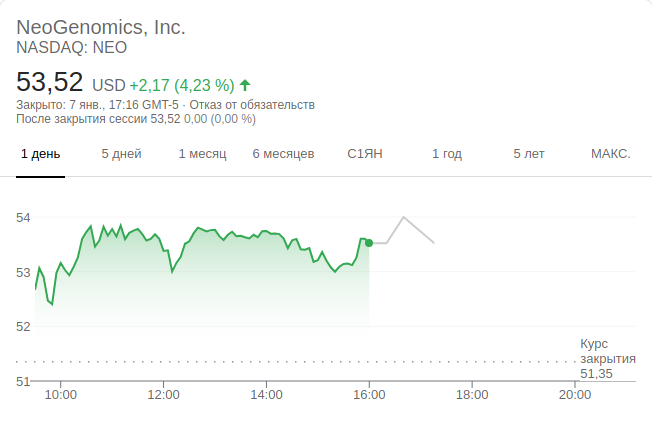 NeoGenomics, Inc.
NASDAQ: NEO
53,52 USD +2,17 (4,23 %) ↑
Закрыто: 7 янв., 17:16 GMT-5 · Отказ от обязательств
После закрытия сессии 53,52 0,00 (0,00 %)
1 день 5 дней 1 месяц 6 месяцев С1ЯН 1 год 5 лет МАКС.
54
53
52
Курс
закрытия
51,35
51
10:00 12:00 14:00 16:00 18:00 20:00